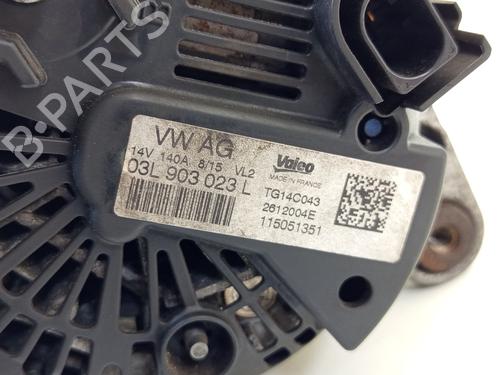 B-PARTS
VW AG
14V 140A 8/15 VL2
03L 903 023 L
Valeo
MADE IN FRANCE
TG14C043
2612004E
115051351